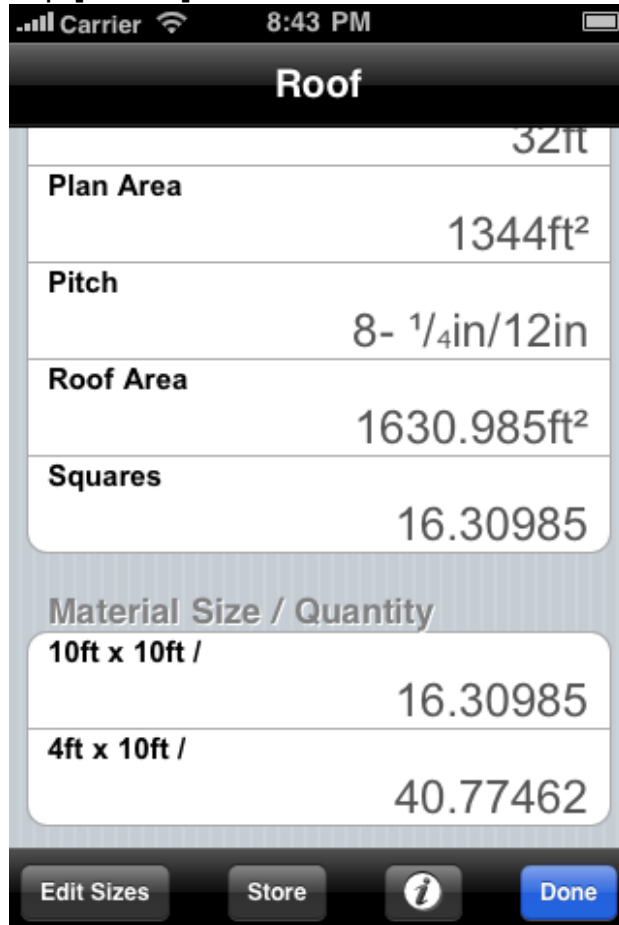 Carrier 8:43 PM
Roof
32ft
Plan Area
1344ft²
Pitch
8- ¹/₄in/12in
Roof Area
1630.985ft²
Squares
16.30985
Material Size / Quantity
10ft x 10ft /
16.30985
4ft x 10ft /
40.77462
Edit Sizes Store i Done